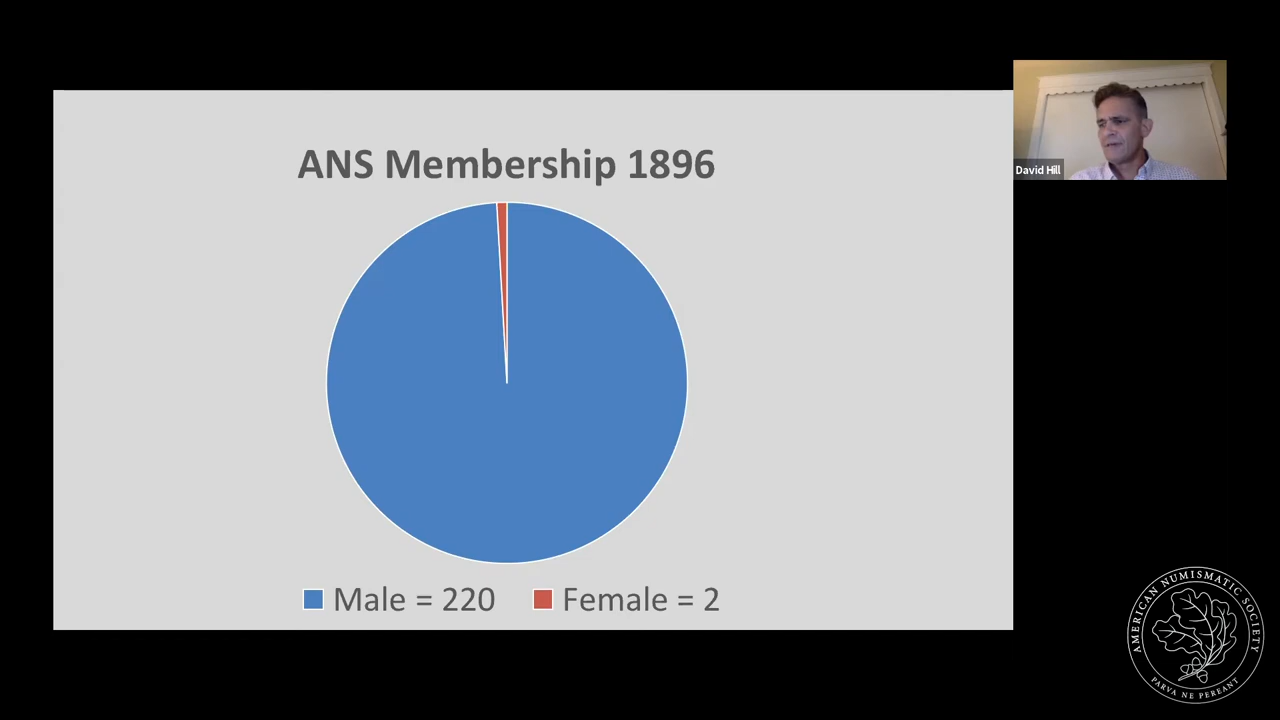 ANS Membership 1896
Male = 220
Female = 2
David Hill
AMERICAN NUMISMATIC SOCIETY
PARVA NE PEREANT